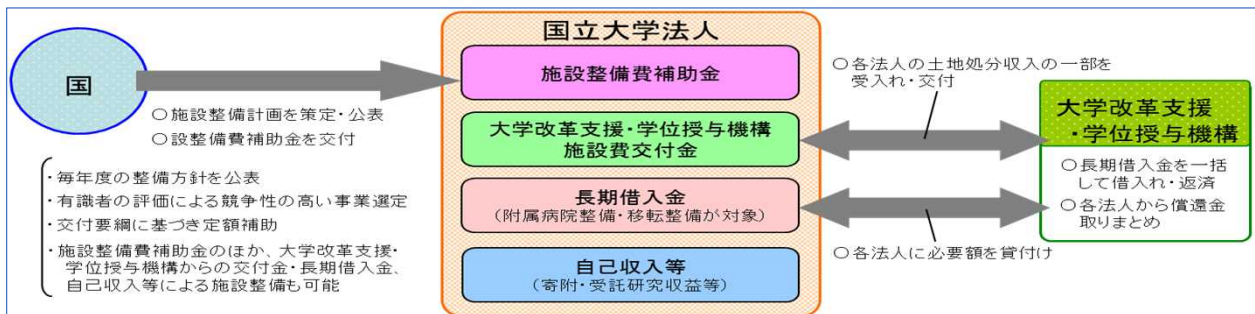 国
○施設整備計画を策定・公表
○設整備費補助金を交付
・毎年度の整備方針を公表
・有識者の評価による競争性の高い事業選定
・交付要綱に基づき定額補助
・施設整備費補助金のほか、大学改革支援・
学位授与機構からの交付金・長期借入金、
自己収入等による施設整備も可能
国立大学法人
施設整備費補助金
大学改革支援・学位授与機構
施設費交付金
長期借入金
(附属病院整備・移転整備が対象)
自己収入等
(寄附・受託研究収益等)
○各法人の土地処分収入の一部を
受入れ・交付
○各法人に必要額を貸付け
大学改革支援
・学位授与機構
○長期借入金を一括
して借入れ・返済
○各法人から償還金
取りまとめ